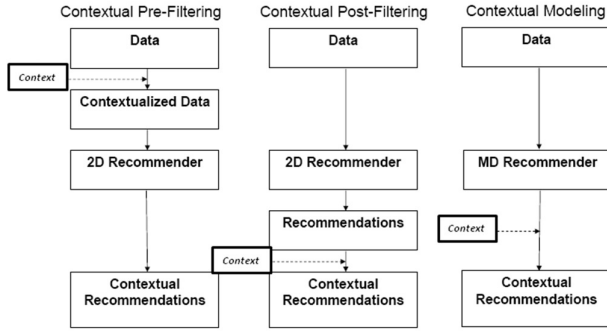 Contextual Pre-Filtering
Data
Context
Contextualized Data
2D Recommender
Contextual
Recommendations
Contextual Post-Filtering
Data
2D Recommender
Recommendations
Context
Contextual
Recommendations
Contextual Modeling
Data
MD Recommender
Context
Contextual
Recommendations